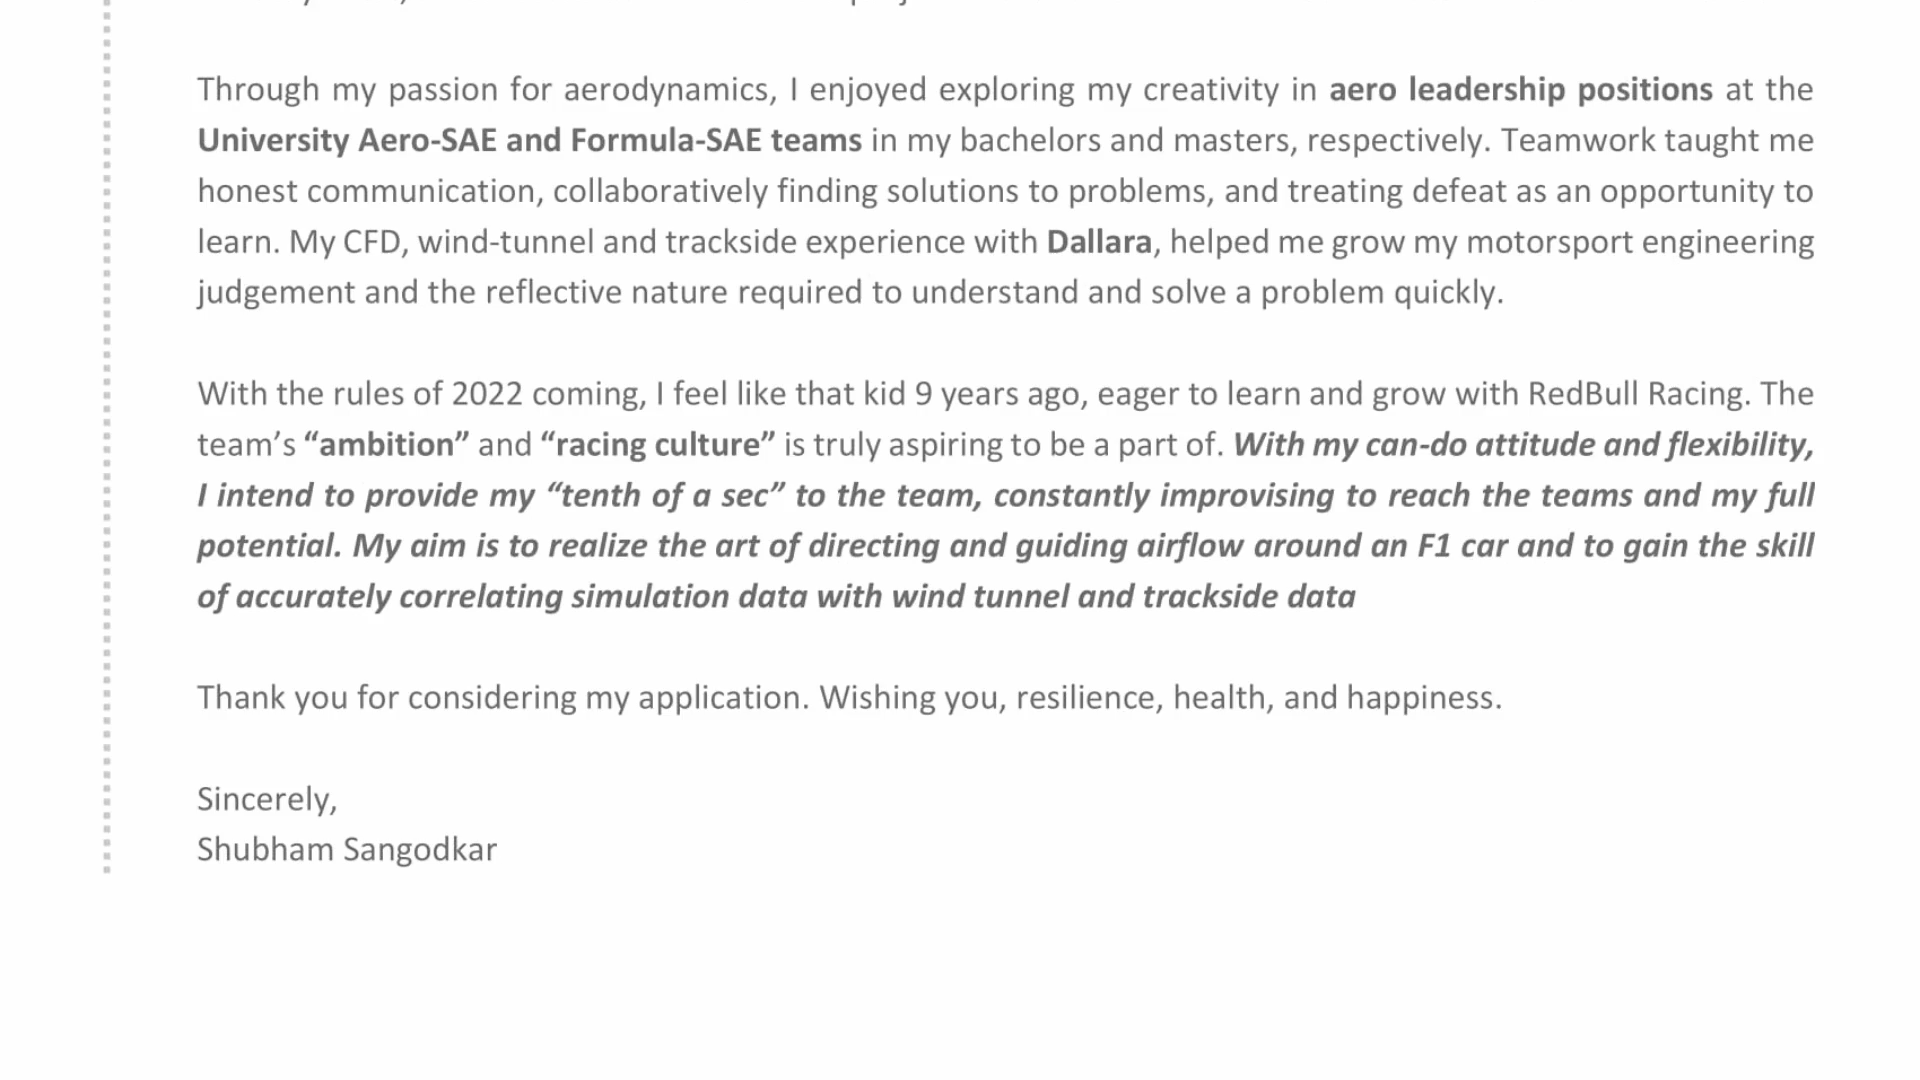 Through my passion for aerodynamics, I enjoyed exploring my creativity in aero leadership positions at the
University Aero-SAE and Formula-SAE teams in my bachelors and masters, respectively. Teamwork taught me
honest communication, collaboratively finding solutions to problems, and treating defeat as an opportunity to
learn. My CFD, wind-tunnel and trackside experience with Dallara, helped me grow my motorsport engineering
judgement and the reflective nature required to understand and solve a problem quickly.
With the rules of 2022 coming, I feel like that kid 9 years ago, eager to learn and grow with RedBull Racing. The
team’s “ambition” and “racing culture” is truly aspiring to be a part of. With my can-do attitude and flexibility,
I intend to provide my “tenth of a sec” to the team, constantly improvising to reach the teams and my full
potential. My aim is to realize the art of directing and guiding airflow around an F1 car and to gain the skill
of accurately correlating simulation data with wind tunnel and trackside data
Thank you for considering my application. Wishing you, resilience, health, and happiness.
Sincerely,
Shubham Sangodkar